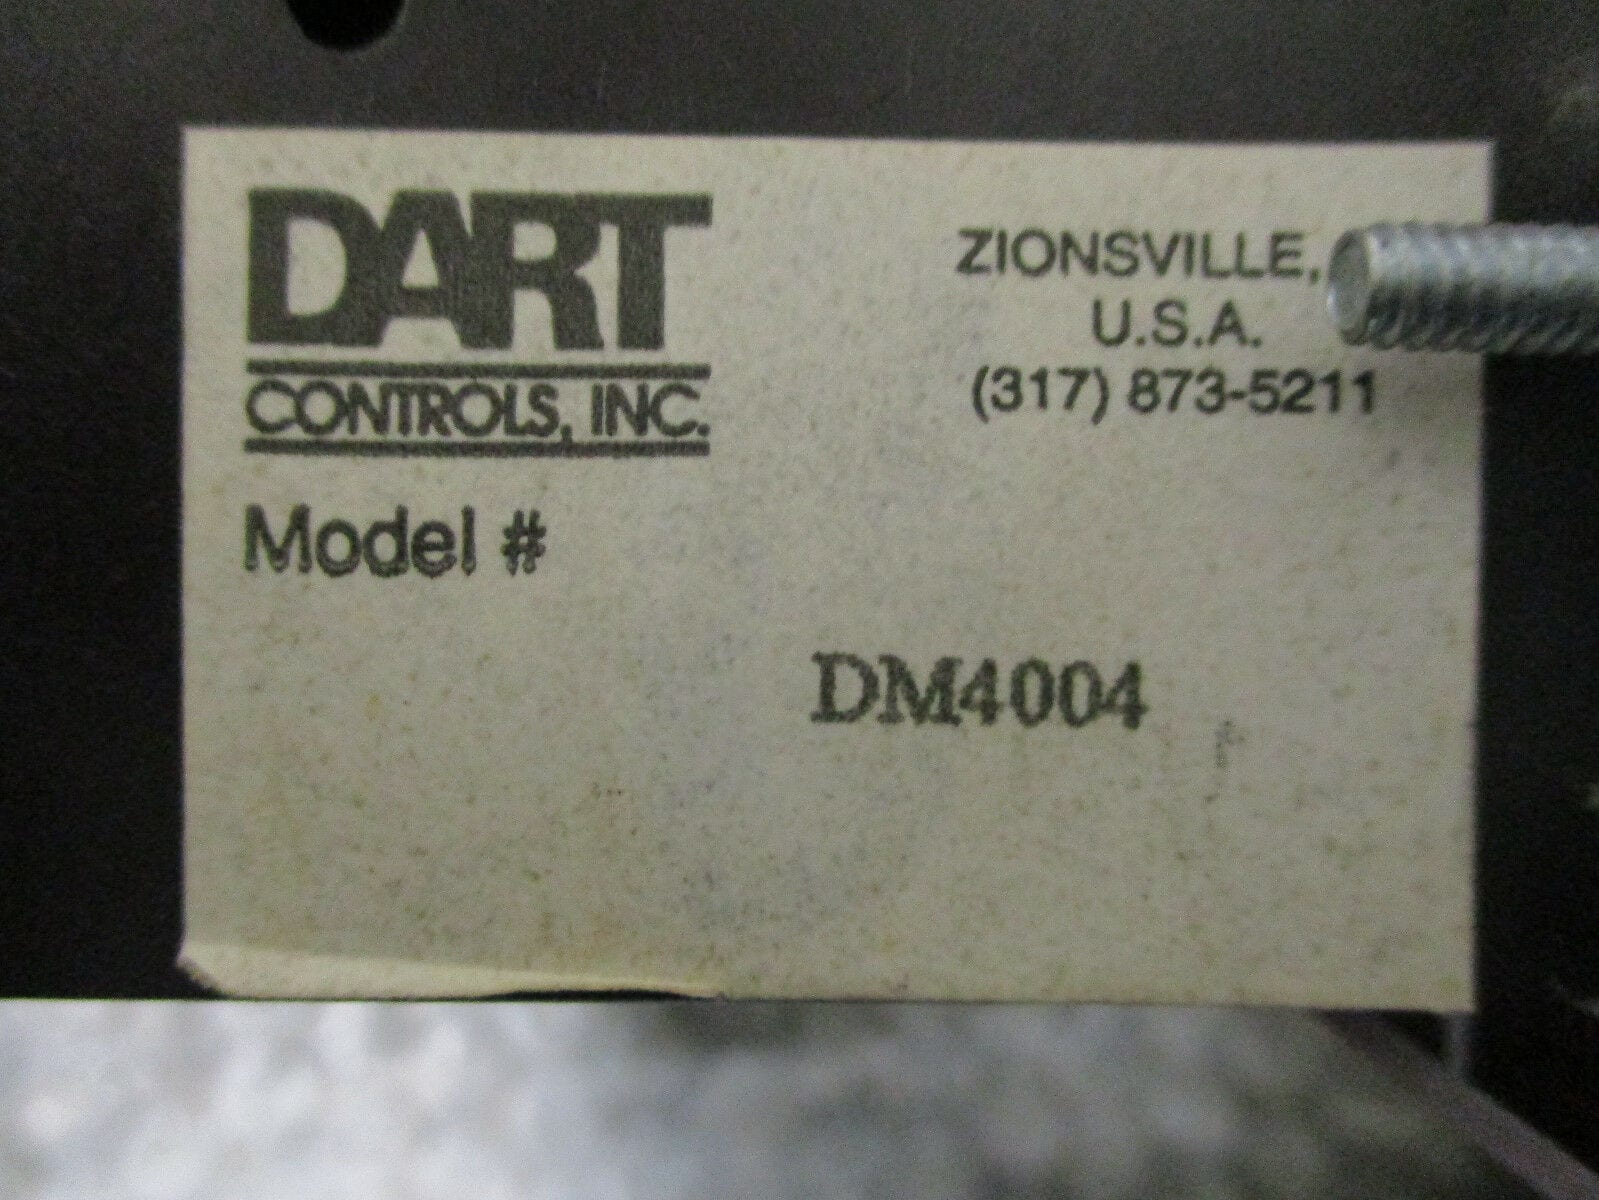 DART
CONTROLS, INC.
ZIONSVILLE,
U.S.A.
(317) 873-5211
Model #
DM4004